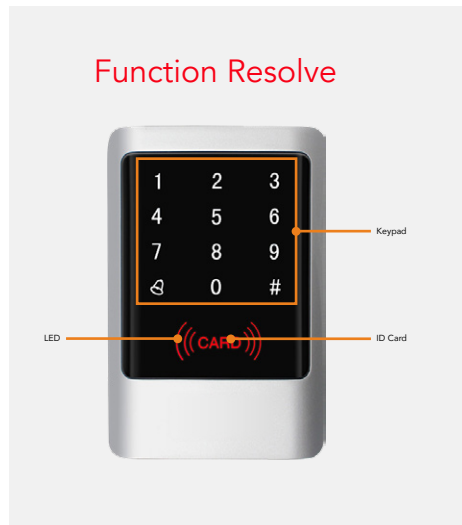 Function Resolve
1 2 3
4 5 6
Keypad
7 8 9
0 #
LED
CARD
ID Card